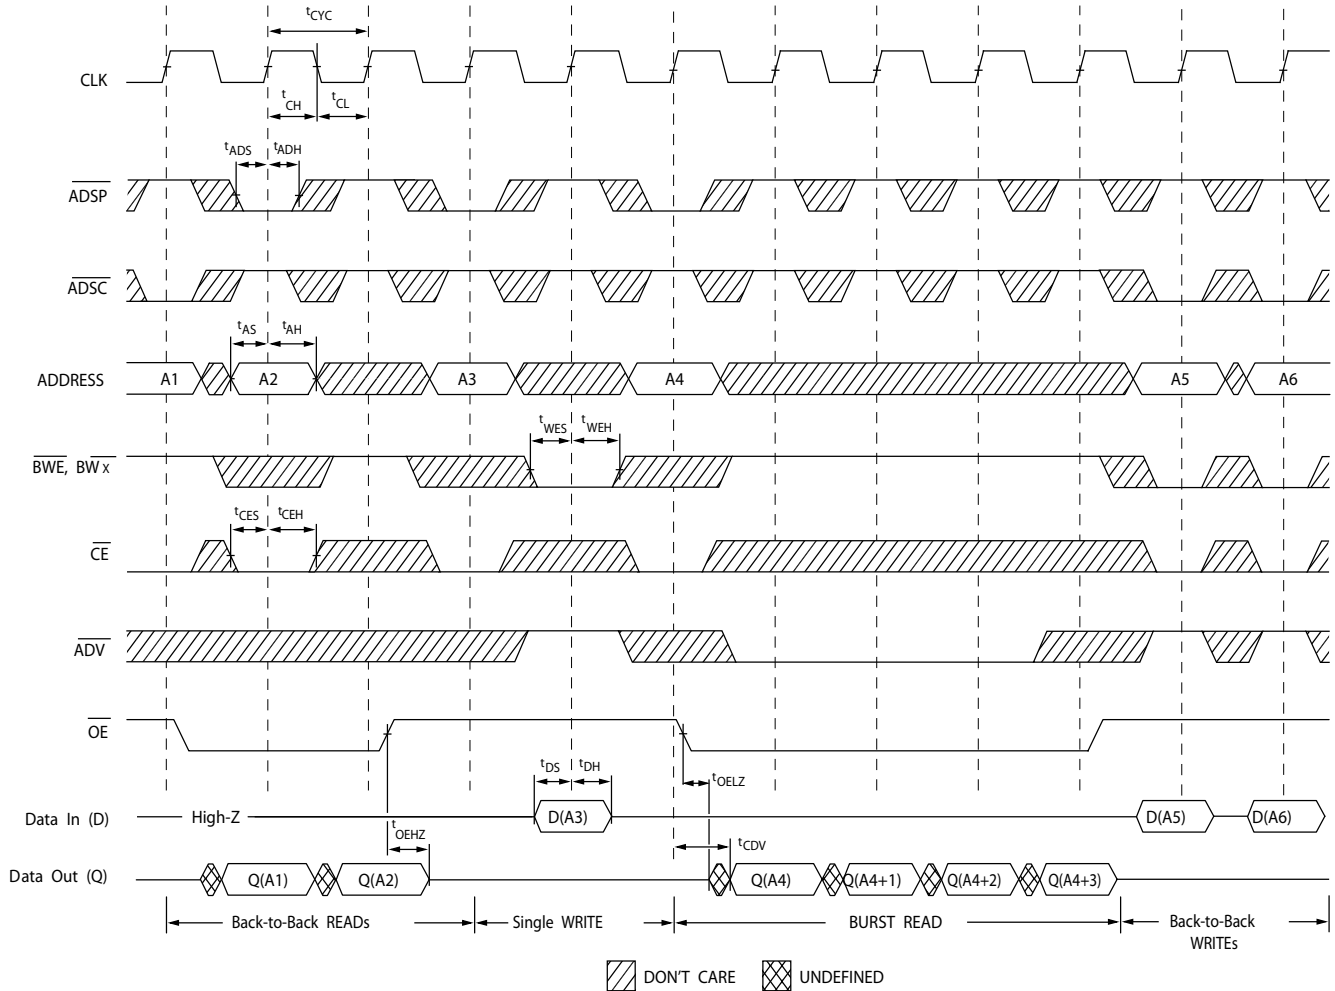 tCYC
CLK
tCH
tCL
tADS
tADH
ADSP
ADSC
tAS
tAH
ADDRESS
A1
A2
A3
A4
A5
A6
tWES
tWEH
BWE, BW x
tCES
tCEH
CE
ADV
OE
tDS
tDH
tOELZ
Data In (D)
High-Z
D(A3)
D(A5)
D(A6)
tOEHZ
tCDV
Data Out (Q)
Q(A1)
Q(A2)
Q(A4)
Q(A4+1)
Q(A4+2)
Q(A4+3)
Back-to-Back READs
Single WRITE
BURST READ
Back-to-Back
WRITEs
DON'T CARE
UNDEFINED